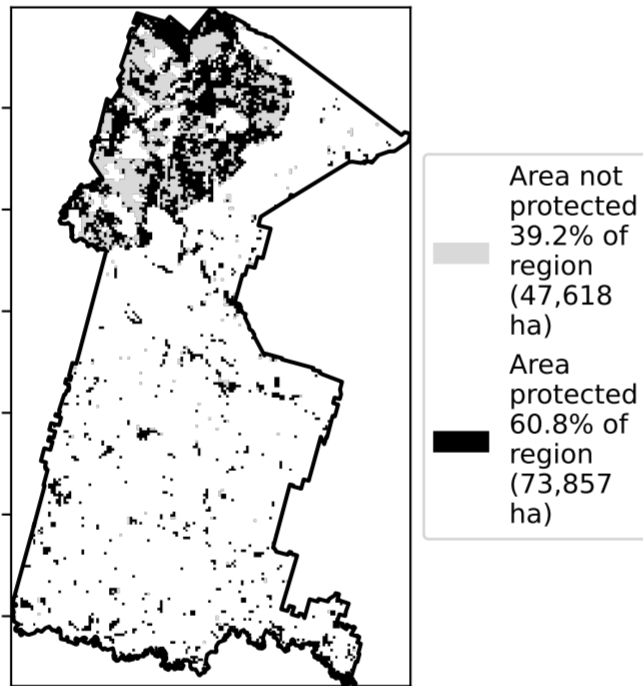 Area not
protected
39.2% of
region
(47,618
ha)
Area
protected
60.8% of
region
(73,857
ha)